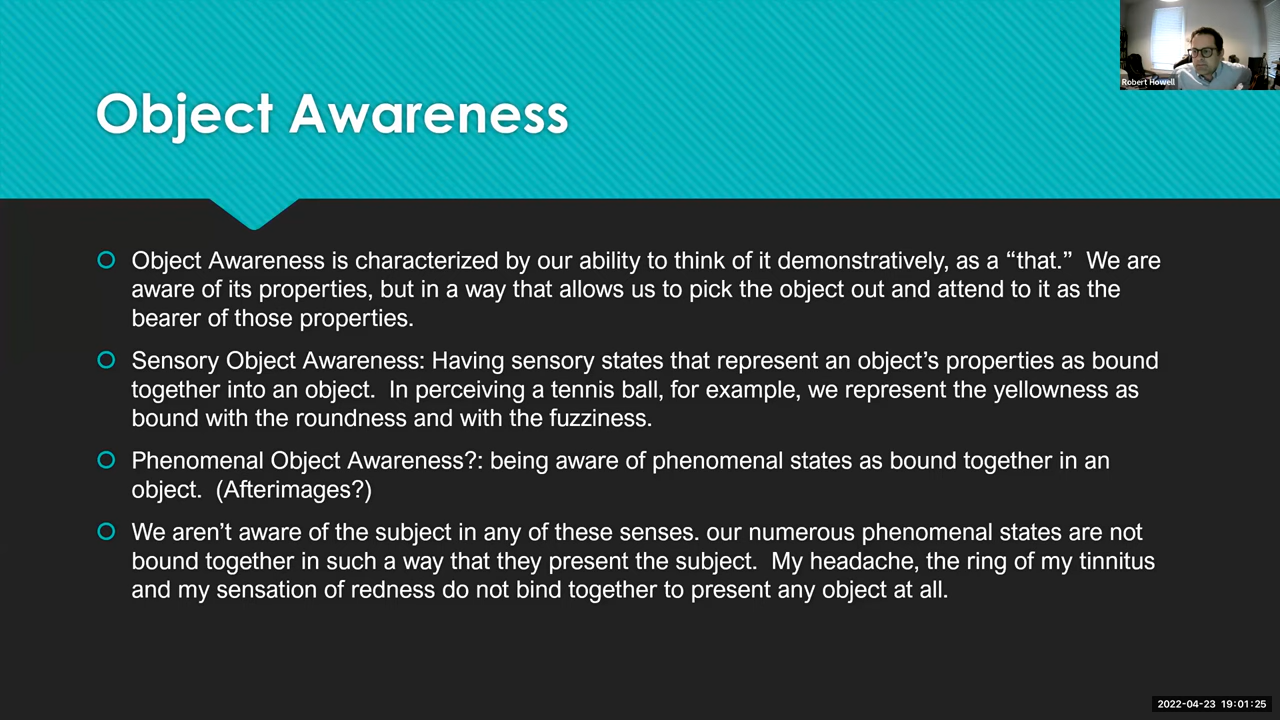 Robert Howell
Object Awareness
Object Awareness is characterized by our ability to think of it demonstratively, as a “that.”  We are
aware of its properties, but in a way that allows us to pick the object out and attend to it as the
bearer of those properties.
Sensory Object Awareness: Having sensory states that represent an object’s properties as bound
together into an object.  In perceiving a tennis ball, for example, we represent the yellowness as
bound with the roundness and with the fuzziness.
Phenomenal Object Awareness?: being aware of phenomenal states as bound together in an
object.  (Afterimages?)
We aren’t aware of the subject in any of these senses. our numerous phenomenal states are not
bound together in such a way that they present the subject.  My headache, the ring of my tinnitus
and my sensation of redness do not bind together to present any object at all.
2022-04-23 19:01:25